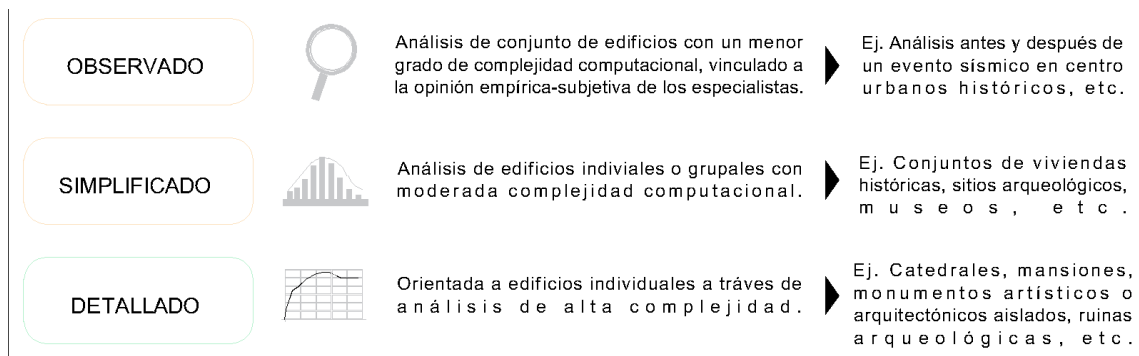 OBSERVADO
Análisis de conjunto de edificios con un menor
grado de complejidad computacional, vinculado a
la opinión empírica-subjetiva de los especialistas.
Ej. Análisis antes y después de
un evento sísmico en centro
urbanos históricos, etc.
SIMPLIFICADO
Análisis de edificios indiviales o grupales con
moderada complejidad computacional.
Ej. Conjuntos de viviendas
históricas, sitios arqueológicos,
museos, etc.
DETALLADO
Orientada a edificios individuales a tráves de
análisis de alta complejidad.
Ej. Catedrales, mansiones,
monumentos artísticos o
arquitectónicos aislados, ruinas
arqueológicas, etc.